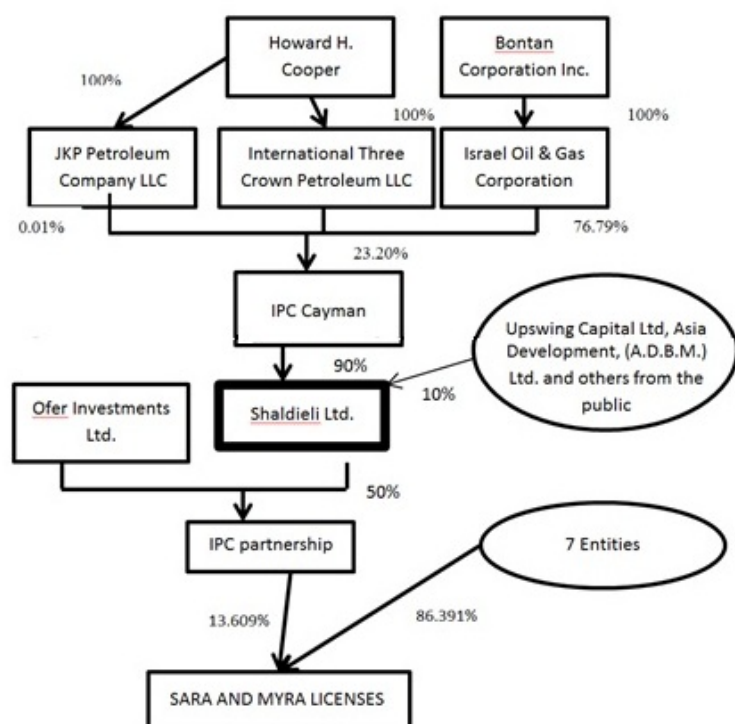 Howard H.
Cooper
Bontan
Corporation Inc.
100%
100%
100%
JKP Petroleum
Company LLC
International Three
Crown Petroleum LLC
Israel Oil & Gas
Corporation
0.01%
76.79%
23.20%
IPC Cayman
Upswing Capital Ltd, Asia
Development, (A.D.B.M.)
Ltd. and others from the
public
90%
10%
Ofer Investments
Ltd.
Shaldieli Ltd.
50%
IPC partnership
7 Entities
13.609%
86.391%
SARA AND MYRA LICENSES